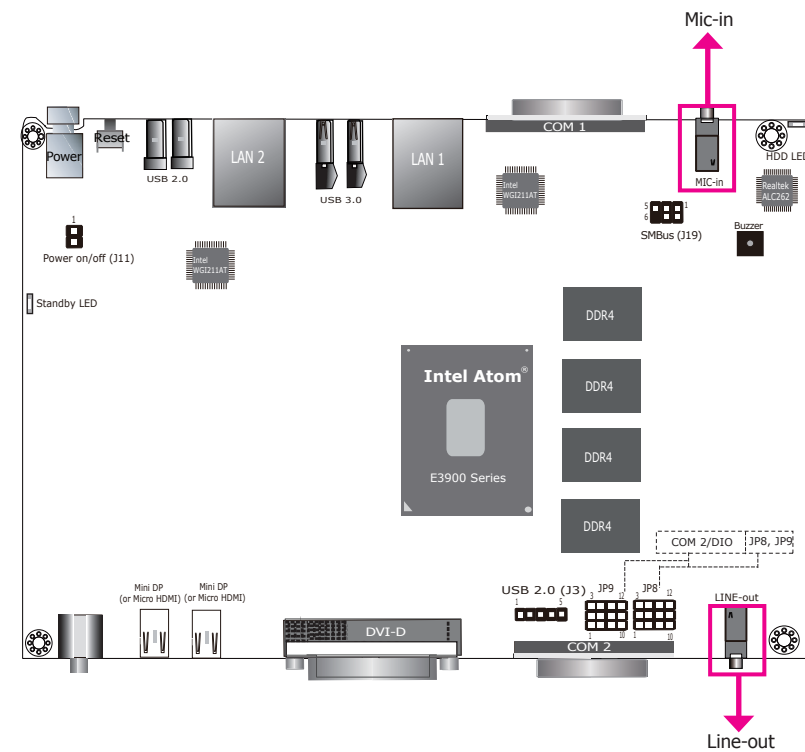 Mic-in
COM 1
Power
Reset
LAN 2
LAN 1
USB 2.0
USB 3.0
MIC-in
HDD LED
Intel
WGI211AT
Realtek
ALC262
5
6
1
SMBus (J19)
Buzzer
1
Power on/off (J11)
Intel
WGI211AT
Standby LED
DDR4
Intel Atom®
DDR4
DDR4
E3900 Series
DDR4
COM 2/DIO
JP8, JP9
Mini DP
(or Micro HDMI)
Mini DP
(or Micro HDMI)
USB 2.0 (J3)
1
5
JP9
3
12
1
10
JP8
3
12
1
10
LINE-out
DVI-D
COM 2
Line-out